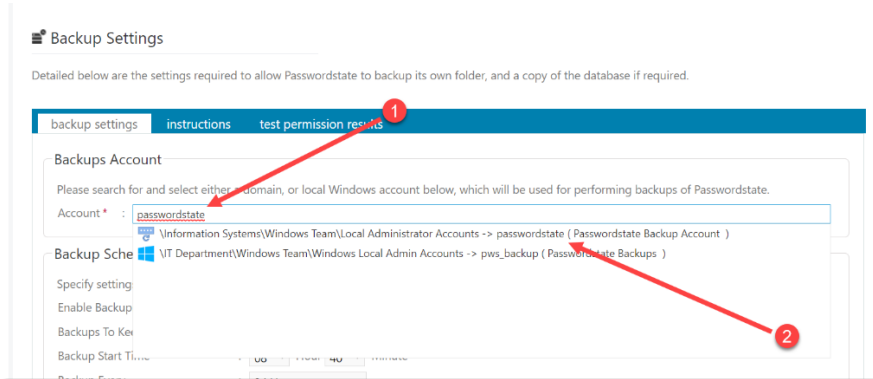 Backup Settings
Detailed below are the settings required to allow Passwordstate to backup its own folder, and a copy of the database if required.
1
backup settings instructions test permission results
Backups Account
Please search for and select either a domain, or local Windows account below, which will be used for performing backups of Passwordstate.
Account * : passwordstate
\Information Systems\Windows Team\Local Administrator Accounts -> passwordstate ( Passwordstate Backup Account )
Backup Sche \IT Department\Windows Team\Windows Local Admin Accounts -> pws_backup ( Passwordstate Backups )
Specify setting
Enable Backup
Backups To Ke
2
Backup Start Time : 08 Hour 46 Minute